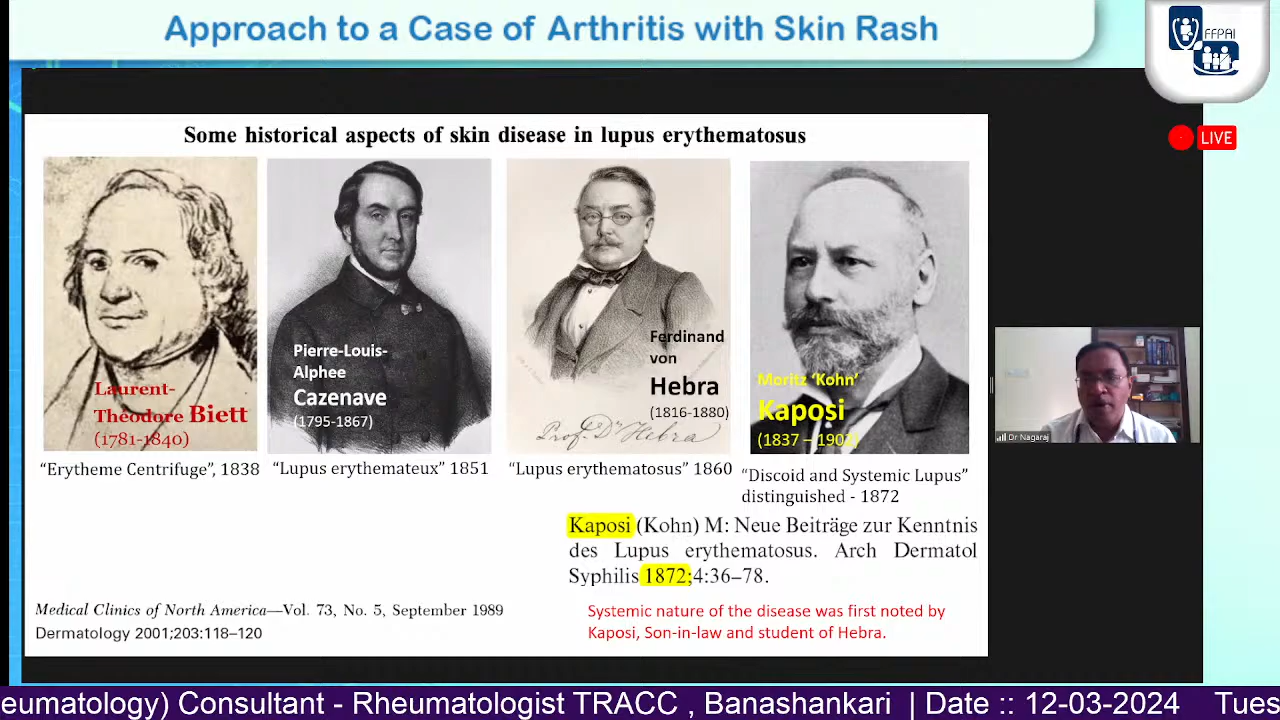 Approach to a Case of Arthritis with Skin Rash
FFPAI
LIVE
Some historical aspects of skin disease in lupus erythematosus
Laurent-
Théodore Biett
(1781-1840)
Pierre-Louis-
Alphee
Cazenave
(1795-1867)
Ferdinand
von
Hebra
(1816-1880)
Prof. Dr Hebra
Moritz ‘Kohn’
Kaposi
(1837 – 1902)
“Erytheme Centrifuge”, 1838
“Lupus erythemateux” 1851
“Lupus erythematosus” 1860
“Discoid and Systemic Lupus”
distinguished - 1872
Kaposi (Kohn) M: Neue Beiträge zur Kenntnis
des Lupus erythematosus. Arch Dermatol
Syphilis 1872;4:36–78.
Medical Clinics of North America—Vol. 73, No. 5, September 1989
Dermatology 2001;203:118–120
Systemic nature of the disease was first noted by
Kaposi, Son-in-law and student of Hebra.
Dr Nagaraj
eumatology) Consultant - Rheumatologist TRACC , Banashankari | Date :: 12-03-2024 Tues